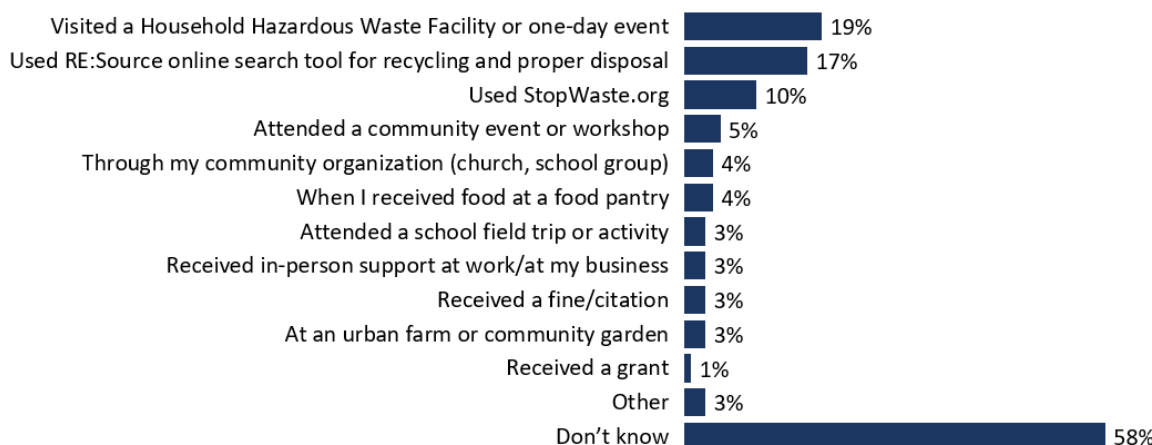 Visited a Household Hazardous Waste Facility or one-day event 19%
Used RE:Source online search tool for recycling and proper disposal 17%
Used StopWaste.org 10%
Attended a community event or workshop 5%
Through my community organization (church, school group) 4%
When I received food at a food pantry 4%
Attended a school field trip or activity 3%
Received in-person support at work/at my business 3%
Received a fine/citation 3%
At an urban farm or community garden 3%
Received a grant 1%
Other 3%
Don’t know 58%